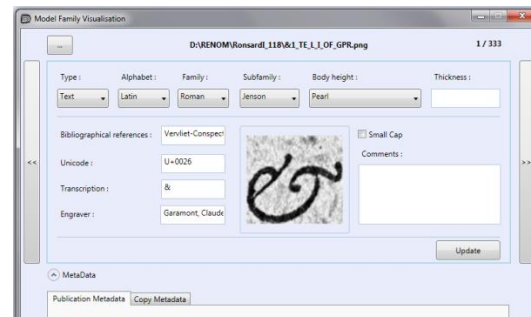 Model Family Visualisation
... D:\RENOM\RonsardI_118\&1_TE_L_I_OF_GPR.png 1 / 333
Type : Alphabet : Family : Subfamily : Body height : Thickness :
Text Latin Roman Jenson Pearl
Bibliographical references : Vervliet-Conspect
Small Cap
Comments :
<< >>
Unicode : U+0026
Transcription : &
Engraver : Garamont, Claude
&
Update
MetaData
Publication Metadata Copy Metadata